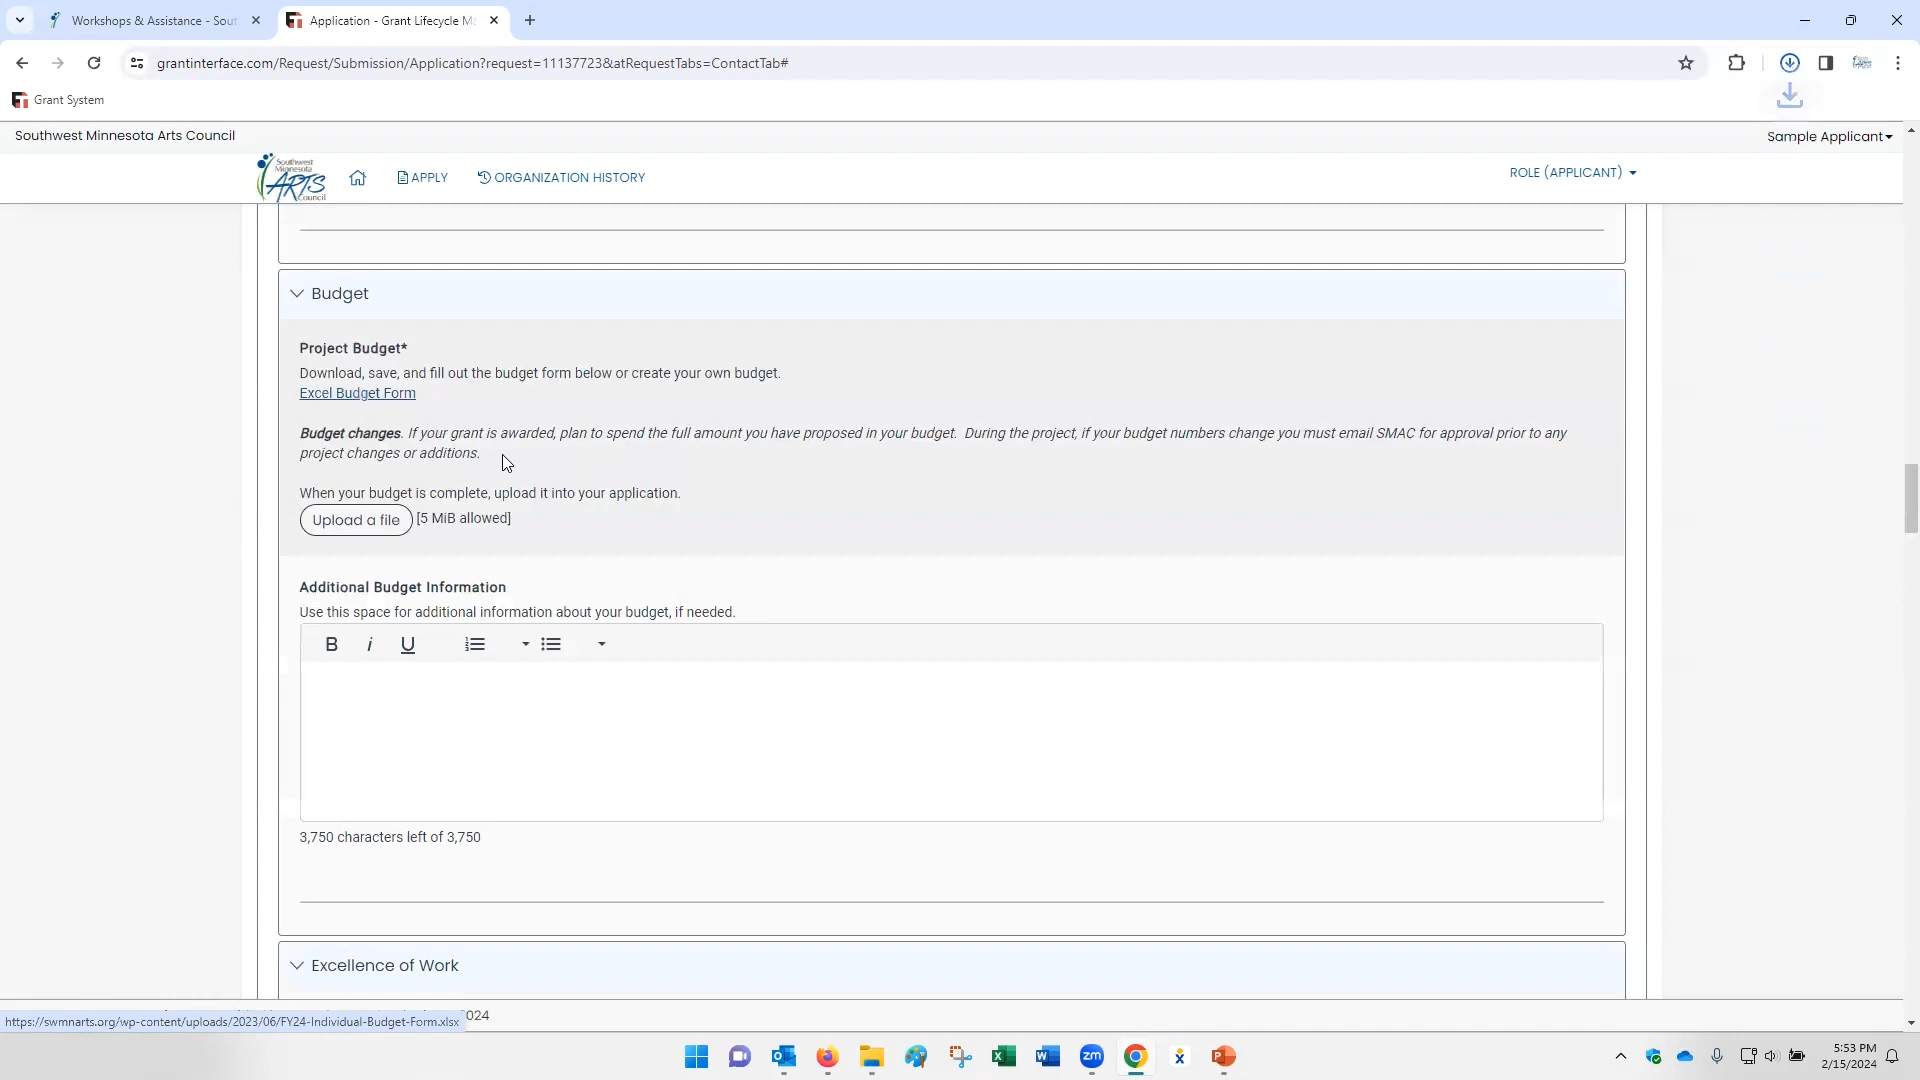 Workshops & Assistance - Sout
Application - Grant Lifecycle Ma
grantinterface.com/Request/Submission/Application?request=11137723&atRequestTabs=ContactTab#
Grant System
Southwest Minnesota Arts Council
Sample Applicant
Southwest
Minnesota
ARTS
Council
APPLY
ORGANIZATION HISTORY
ROLE (APPLICANT)
Budget
Project Budget*
Download, save, and fill out the budget form below or create your own budget.
Excel Budget Form
Budget changes. If your grant is awarded, plan to spend the full amount you have proposed in your budget.  During the project, if your budget numbers change you must email SMAC for approval prior to any
project changes or additions.
When your budget is complete, upload it into your application.
Upload a file [5 MiB allowed]
Additional Budget Information
Use this space for additional information about your budget, if needed.
B i U
3,750 characters left of 3,750
Excellence of Work
2024
https://swmnarts.org/wp-content/uploads/2023/06/FY24-Individual-Budget-Form.xlsx
zm
5:53 PM
2/15/2024